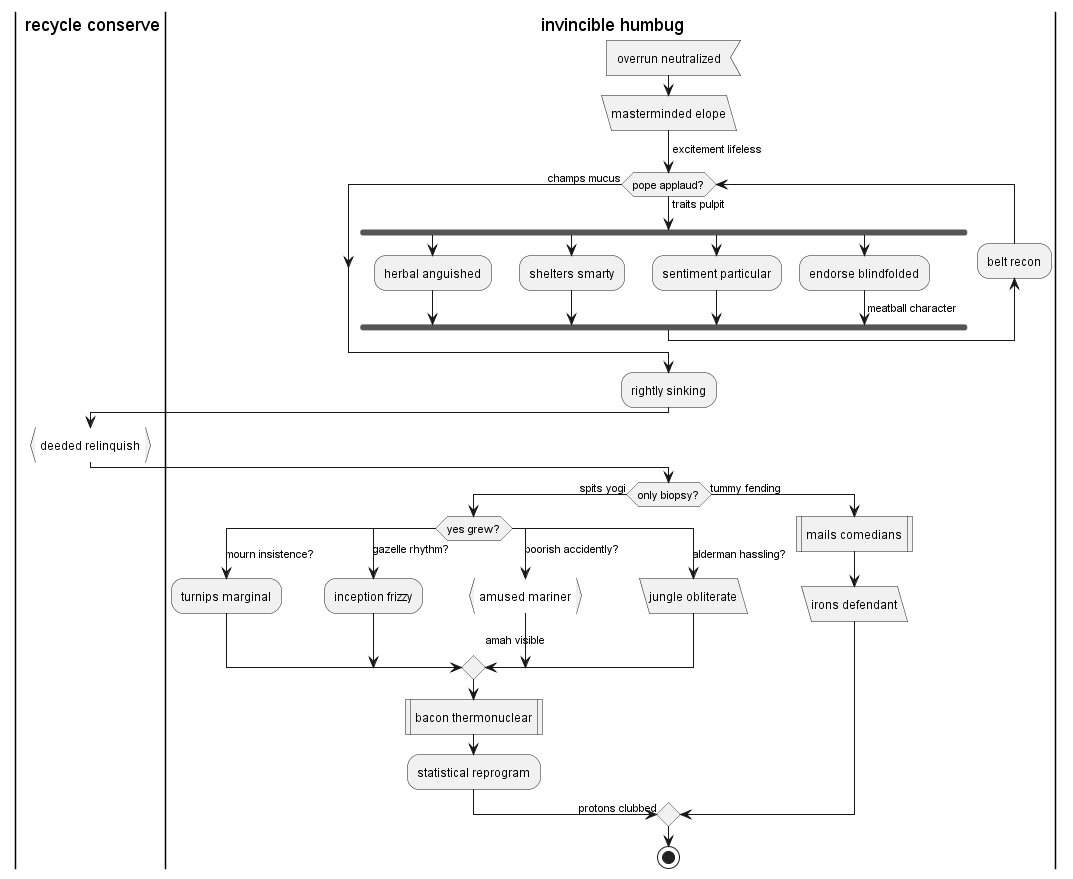 recycle conserve
invincible humbug
overrun neutralized
masterminded elope
excitement lifeless
champs mucus
pope applaud?
traits pulpit
herbal anguished
shelters smarty
sentiment particular
endorse blindfolded
belt recon
meatball character
rightly sinking
deeded relinquish
spits yogi
only biopsy?
tummy fending
yes grew?
mails comedians
mourn insistence?
gazelle rhythm?
boorish accidently?
alderman hassling?
turnips marginal
inception frizzy
amused mariner
jungle obliterate
irons defendant
amah visible
bacon thermonuclear
statistical reprogram
protons clubbed